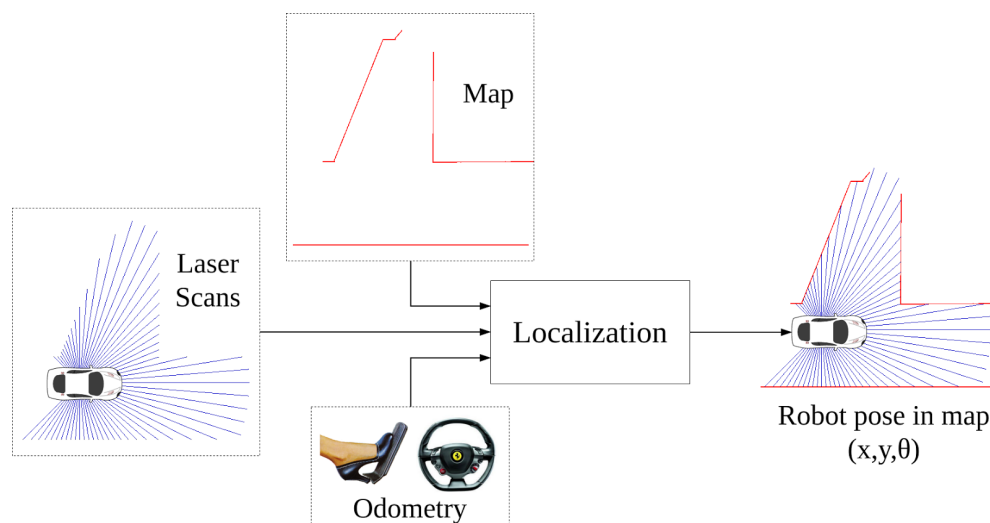 Map
Laser
Scans
Localization
Odometry
Robot pose in map
(x,y,θ)